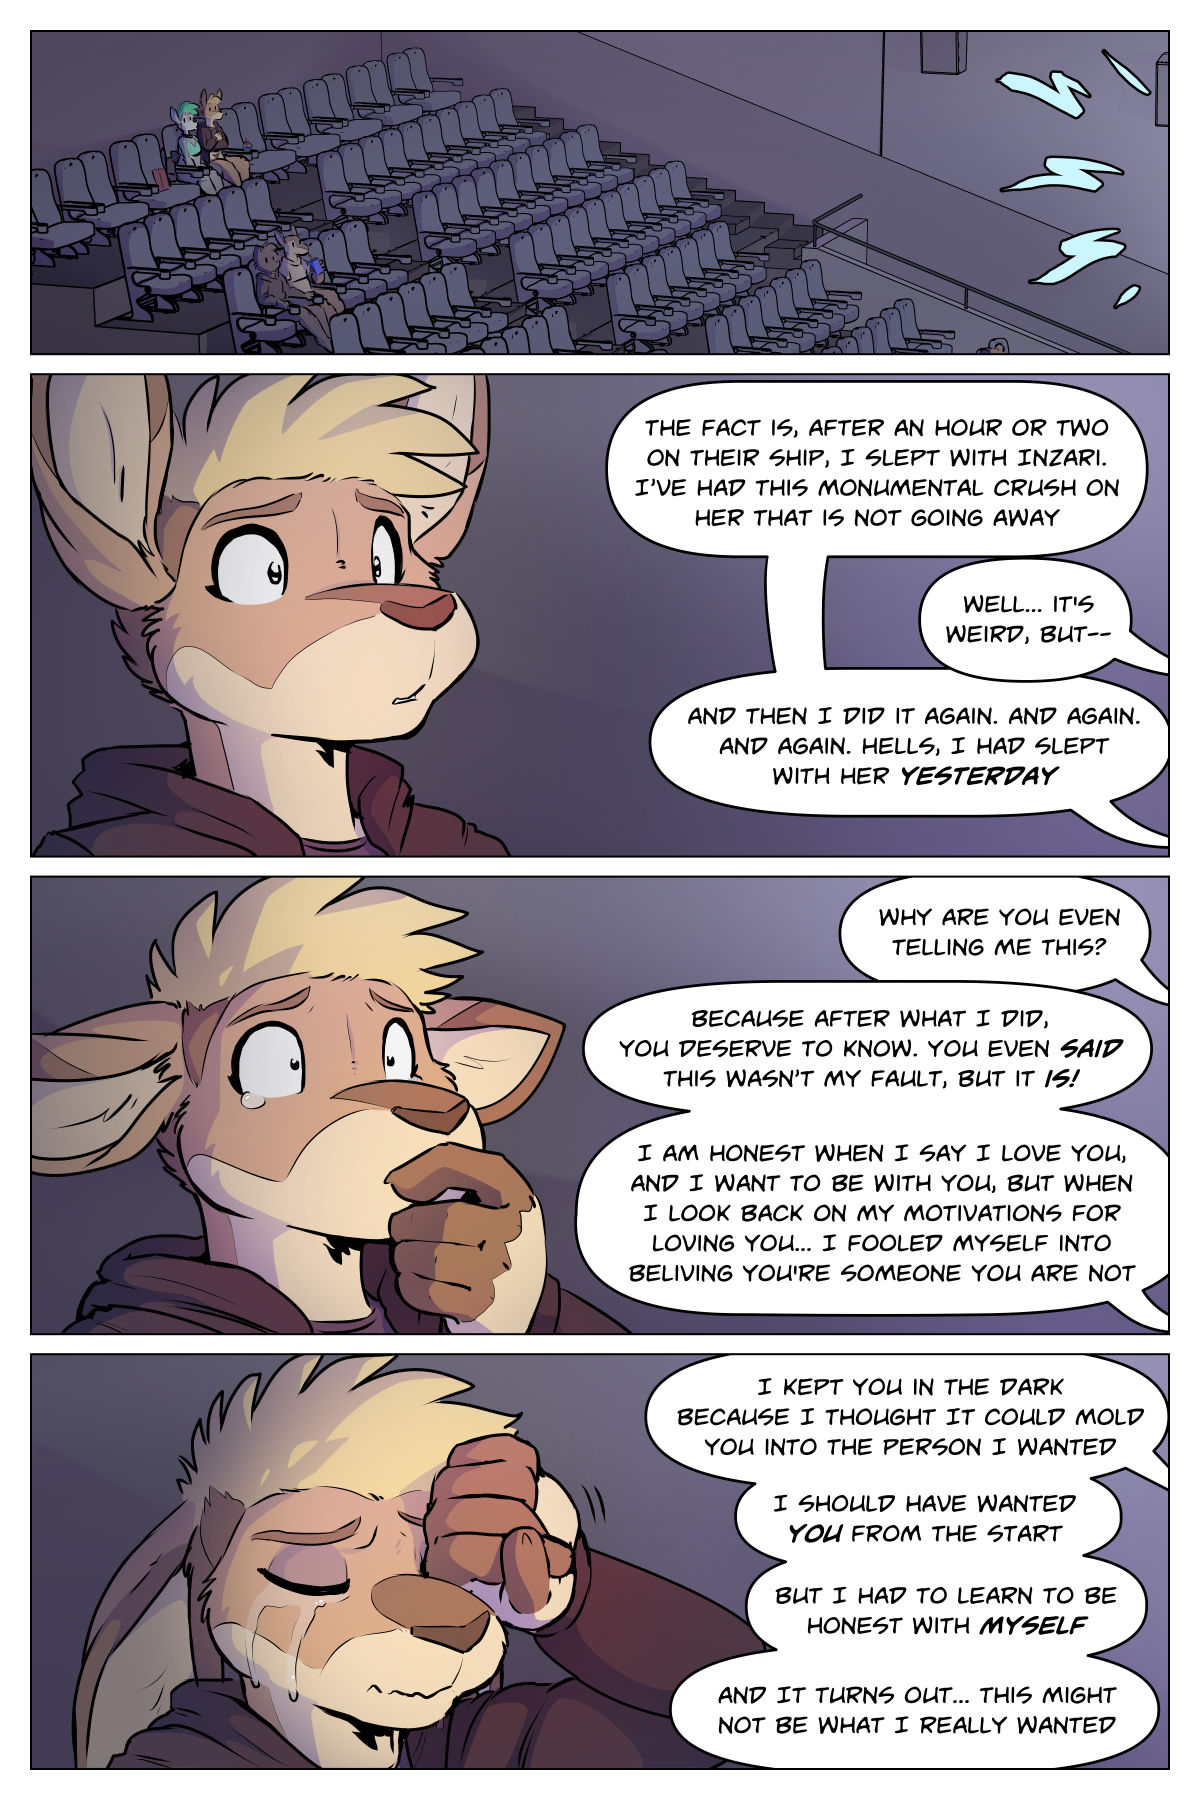 THE FACT IS, AFTER AN HOUR OR TWO
ON THEIR SHIP, I SLEPT WITH INZARI.
I'VE HAD THIS MONUMENTAL CRUSH ON
HER THAT IS NOT GOING AWAY
WELL... IT'S
WEIRD, BUT--
AND THEN I DID IT AGAIN. AND AGAIN.
AND AGAIN. HELLS, I HAD SLEPT
WITH HER YESTERDAY
WHY ARE YOU EVEN
TELLING ME THIS?
BECAUSE AFTER WHAT I DID,
YOU DESERVE TO KNOW. YOU EVEN SAID
THIS WASN'T MY FAULT, BUT IT IS!
I AM HONEST WHEN I SAY I LOVE YOU,
AND I WANT TO BE WITH YOU, BUT WHEN
I LOOK BACK ON MY MOTIVATIONS FOR
LOVING YOU... I FOOLED MYSELF INTO
BELIVING YOU'RE SOMEONE YOU ARE NOT
I KEPT YOU IN THE DARK
BECAUSE I THOUGHT IT COULD MOLD
YOU INTO THE PERSON I WANTED
I SHOULD HAVE WANTED
YOU FROM THE START
BUT I HAD TO LEARN TO BE
HONEST WITH MYSELF
AND IT TURNS OUT... THIS MIGHT
NOT BE WHAT I REALLY WANTED